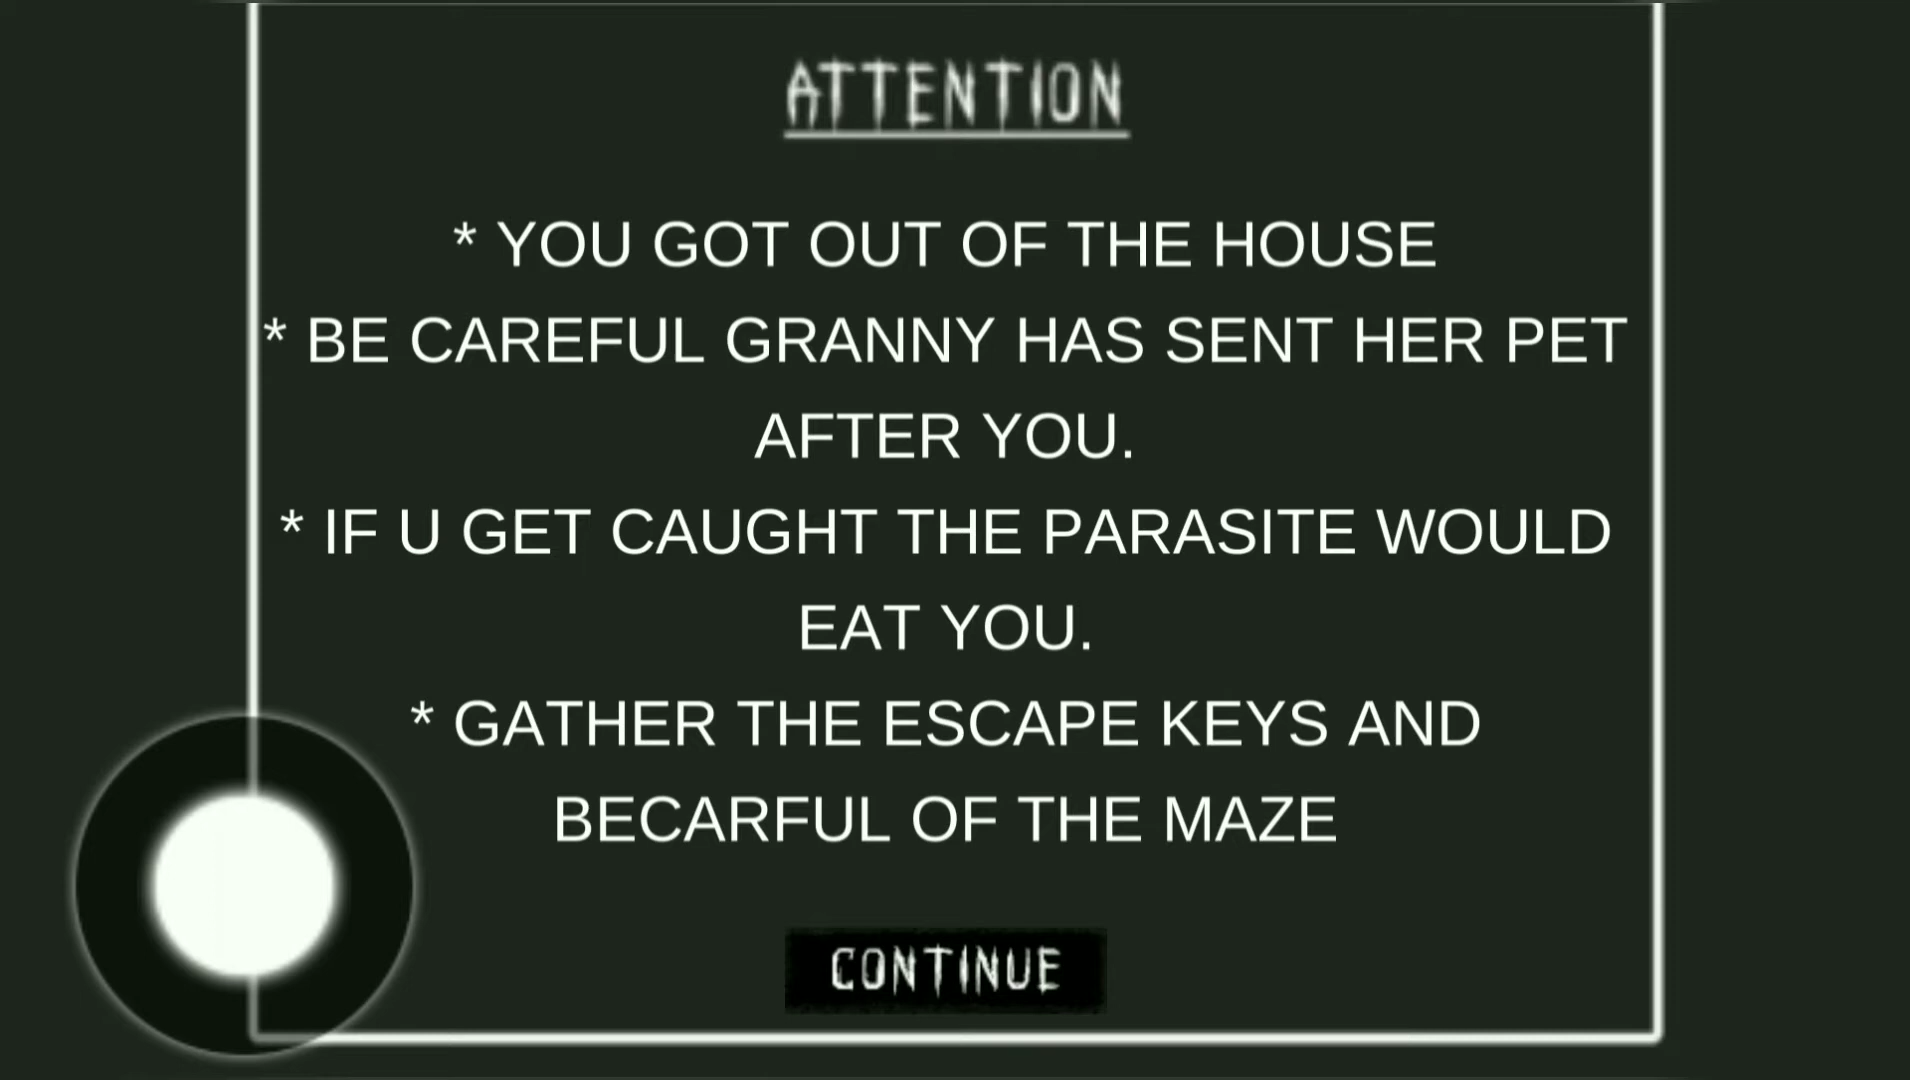 ATTENTION
* YOU GOT OUT OF THE HOUSE
* BE CAREFUL GRANNY HAS SENT HER PET
AFTER YOU.
* IF U GET CAUGHT THE PARASITE WOULD
EAT YOU.
* GATHER THE ESCAPE KEYS AND
BECARFUL OF THE MAZE
CONTINUE